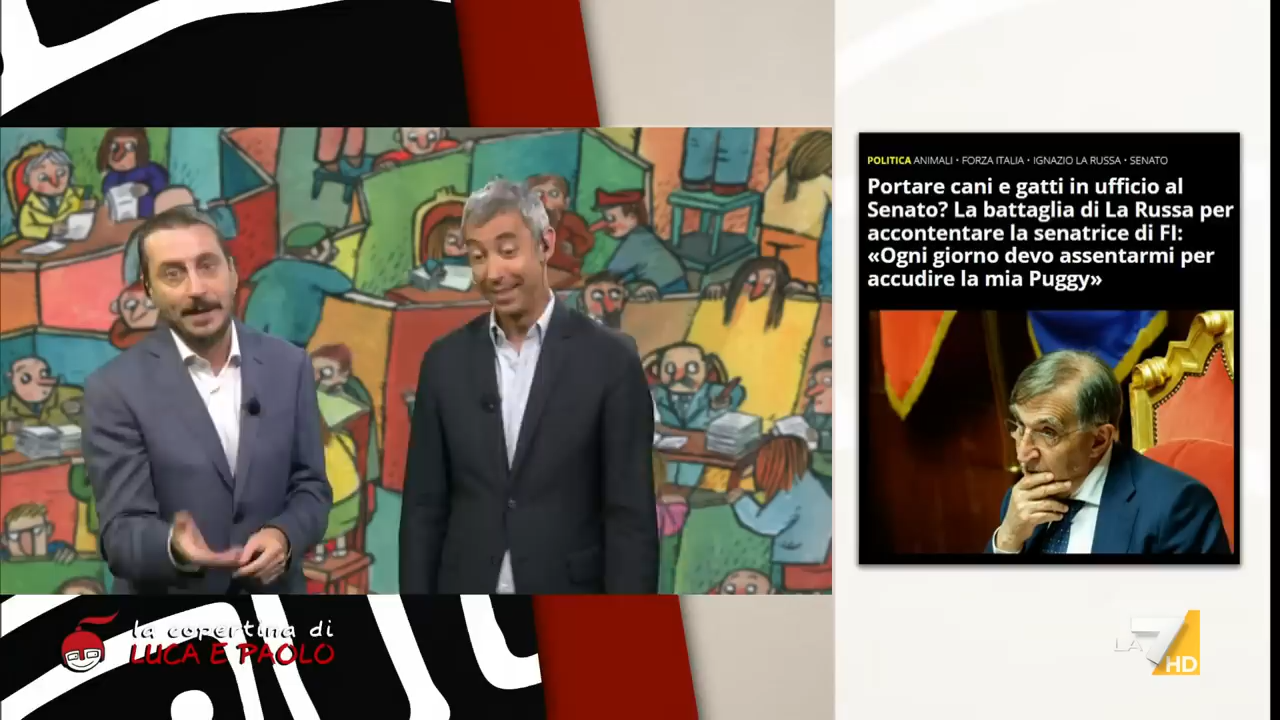 POLITICA ANIMALI • FORZA ITALIA • IGNAZIO LA RUSSA • SENATO
Portare cani e gatti in ufficio al
Senato? La battaglia di La Russa per
accontentare la senatrice di FI:
«Ogni giorno devo assentarmi per
accudire la mia Puggy»
la copertina di
LUCA E PAOLO
LA 7 HD